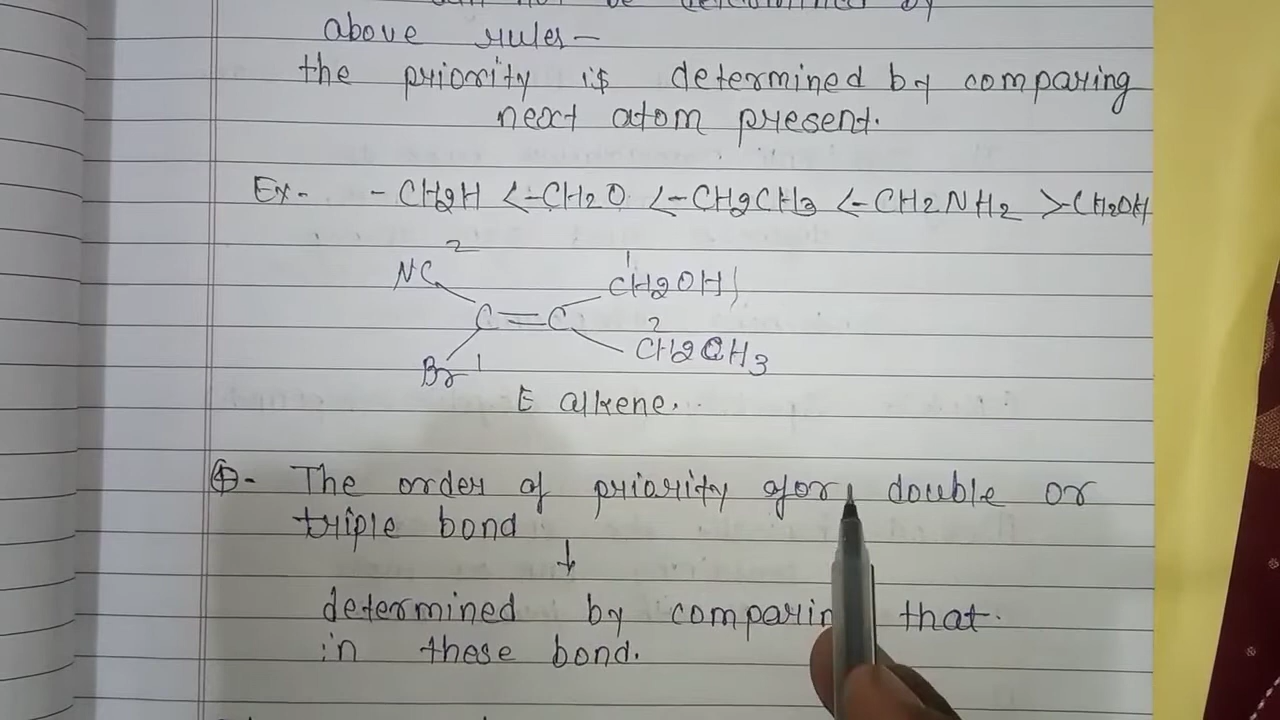 above rules—
the priority is determined by comparing
next atom present.
Ex- - CH2H <-CH2O <-CH2CH3 <-CH2NH2 >-CH2OH
NC 2
1 CH2OH
C=C
2 CH2CH3
Br 1
E alkene.
④- The order of priority for double or
triple bond
↓
determined by comparin that.
in these bond.